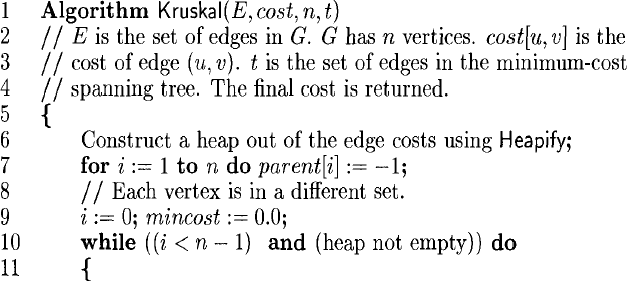 1 Algorithm Kruskal(E, cost, n, t)
2 // E is the set of edges in G. G has n vertices. cost[u, v] is the
3 // cost of edge (u, v). t is the set of edges in the minimum-cost
4 // spanning tree. The final cost is returned.
5 {
6 Construct a heap out of the edge costs using Heapify;
7 for i := 1 to n do parent[i] := −1;
8 // Each vertex is in a different set.
9 i := 0; mincost := 0.0;
10 while ((i < n − 1) and (heap not empty)) do
11 {